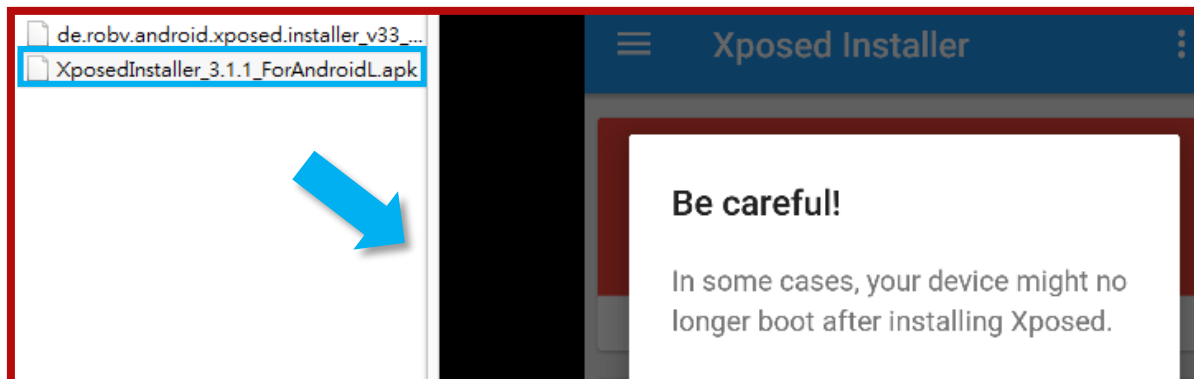 de.robv.android.xposed.installer_v33_...
XposedInstaller_3.1.1_ForAndroidL.apk
Xposed Installer
Be careful!
In some cases, your device might no
longer boot after installing Xposed.